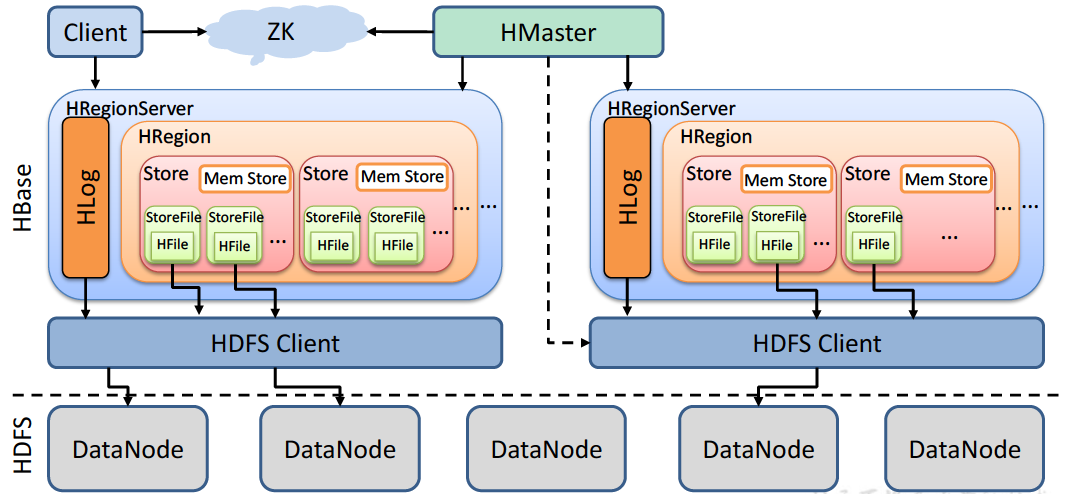 Client
ZK
HMaster
HBase
HRegionServer
HLog
HRegion
Store
Mem Store
StoreFile
HFile
StoreFile
HFile
...
Store
Mem Store
StoreFile
HFile
StoreFile
HFile
...
...
...
HRegionServer
HLog
HRegion
Store
Mem Store
StoreFile
HFile
StoreFile
HFile
...
Store
Mem Store
StoreFile
HFile
...
...
...
HDFS Client
HDFS Client
HDFS
DataNode
DataNode
DataNode
DataNode
DataNode